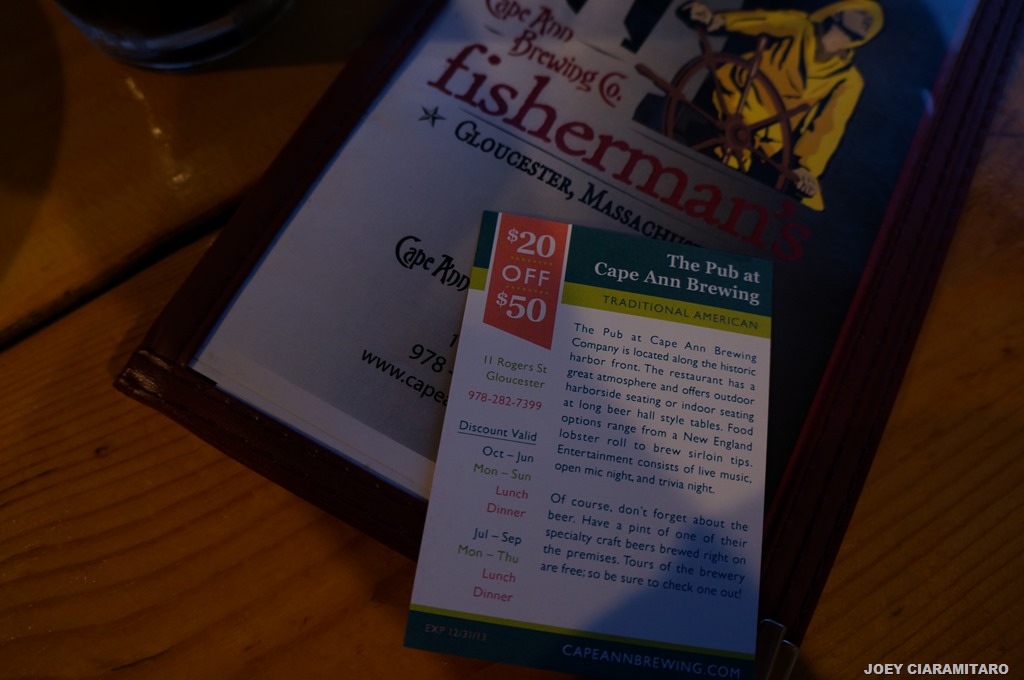 Cape Ann
Brewing Co.
fisherman's
Gloucester, Massachus
Cape Ann
1
978
www.cape
$20
OFF
$50
The Pub at
Cape Ann Brewing
TRADITIONAL AMERICAN
11 Rogers St
Gloucester
978-282-7399
Discount Valid
Oct – Jun
Mon – Sun
Lunch
Dinner
Jul – Sep
Mon – Thu
Lunch
Dinner
The Pub at Cape Ann Brewing
Company is located along the historic
harbor front. The restaurant has a
great atmosphere and offers outdoor
harborside seating or indoor seating
at long beer hall style tables. Food
options range from a New England
lobster roll to brew sirloin tips.
Entertainment consists of live music,
open mic night, and trivia night.
Of course, don't forget about the
beer. Have a pint of one of their
specialty craft beers brewed right on
the premises. Tours of the brewery
are free; so be sure to check one out!
EXP 12/31/13
CAPEANNBREWING.COM
JOEY CIARAMITARO